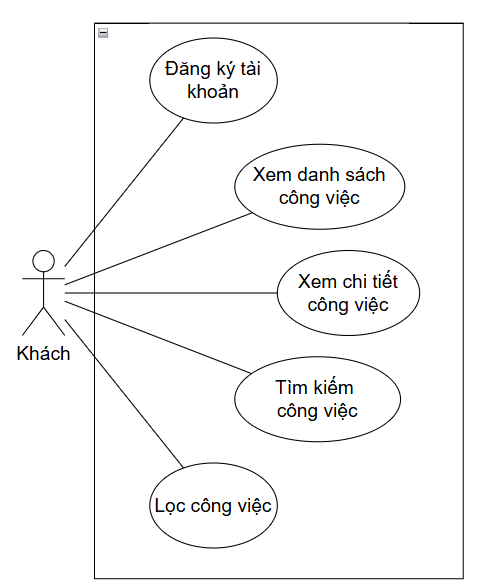 Đăng ký tải
khoản
Xem danh sách
công việc
Xem chi tiết
công việc
Khách
Tìm kiếm
công việc
Lọc công việc